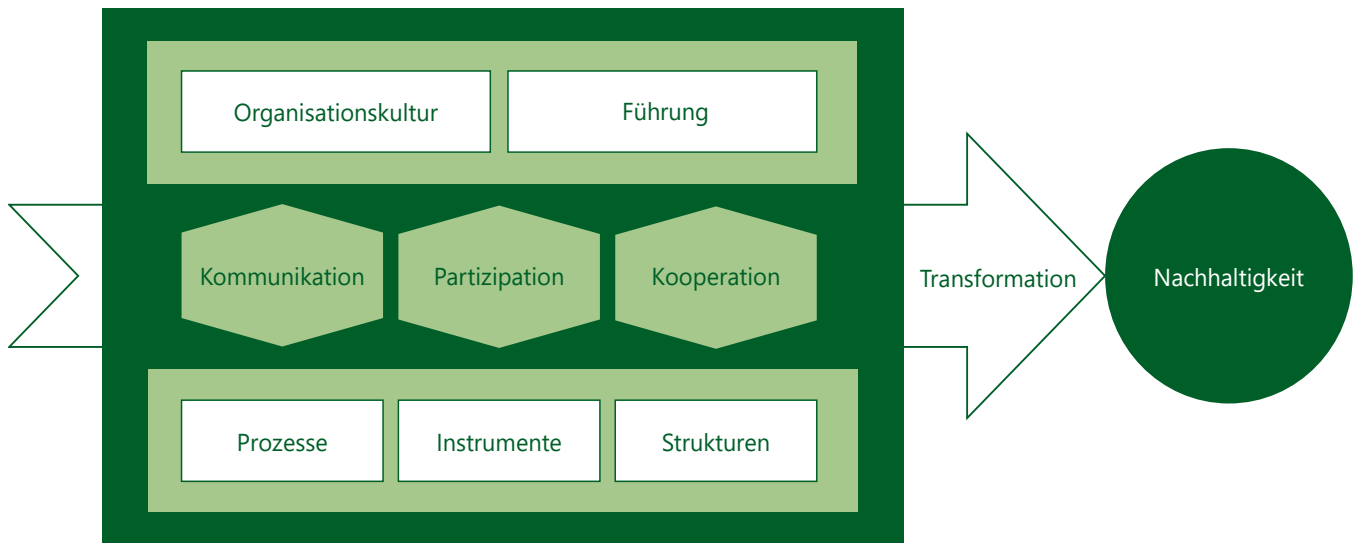 Organisationskultur
Führung
Kommunikation
Partizipation
Kooperation
Transformation
Nachhaltigkeit
Prozesse
Instrumente
Strukturen